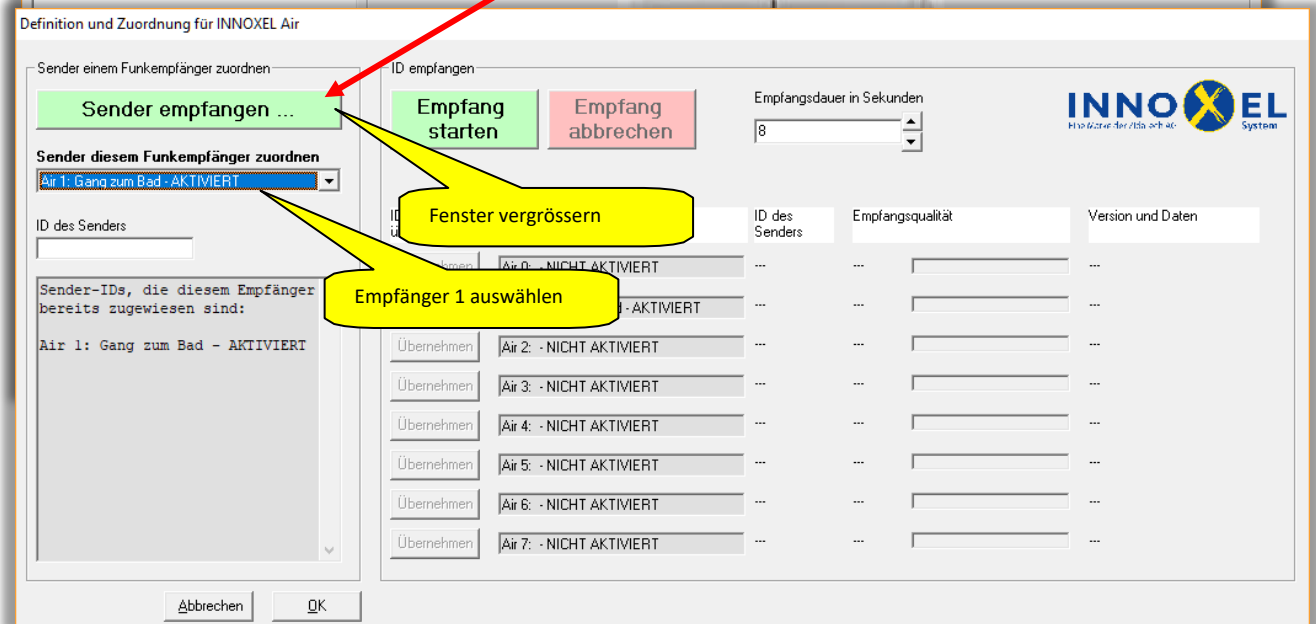 Definition und Zuordnung für INNOXEL Air
Sender einem Funkempfänger zuordnen
Sender empfangen ...
Sender diesem Funkempfänger zuordnen
Air 1: Gang zum Bad - AKTIVIERT
ID des Senders
Sender-IDs, die diesem Empfänger
bereits zugewiesen sind:
Air 1: Gang zum Bad - AKTIVIERT
Abbrechen
OK
ID empfangen
Empfang
starten
Empfang
abbrechen
Empfangsdauer in Sekunden
8
INNOXEL
System
Fenster vergrössern
Empfänger 1 auswählen
ID des
Senders
Empfangsqualität
Version und Daten
Air 0: - NICHT AKTIVIERT
---
---
---
- AKTIVIERT
---
---
---
Übernehmen
Air 2: - NICHT AKTIVIERT
---
---
---
Übernehmen
Air 3: - NICHT AKTIVIERT
---
---
---
Übernehmen
Air 4: - NICHT AKTIVIERT
---
---
---
Übernehmen
Air 5: - NICHT AKTIVIERT
---
---
---
Übernehmen
Air 6: - NICHT AKTIVIERT
---
---
---
Übernehmen
Air 7: - NICHT AKTIVIERT
---
---
---